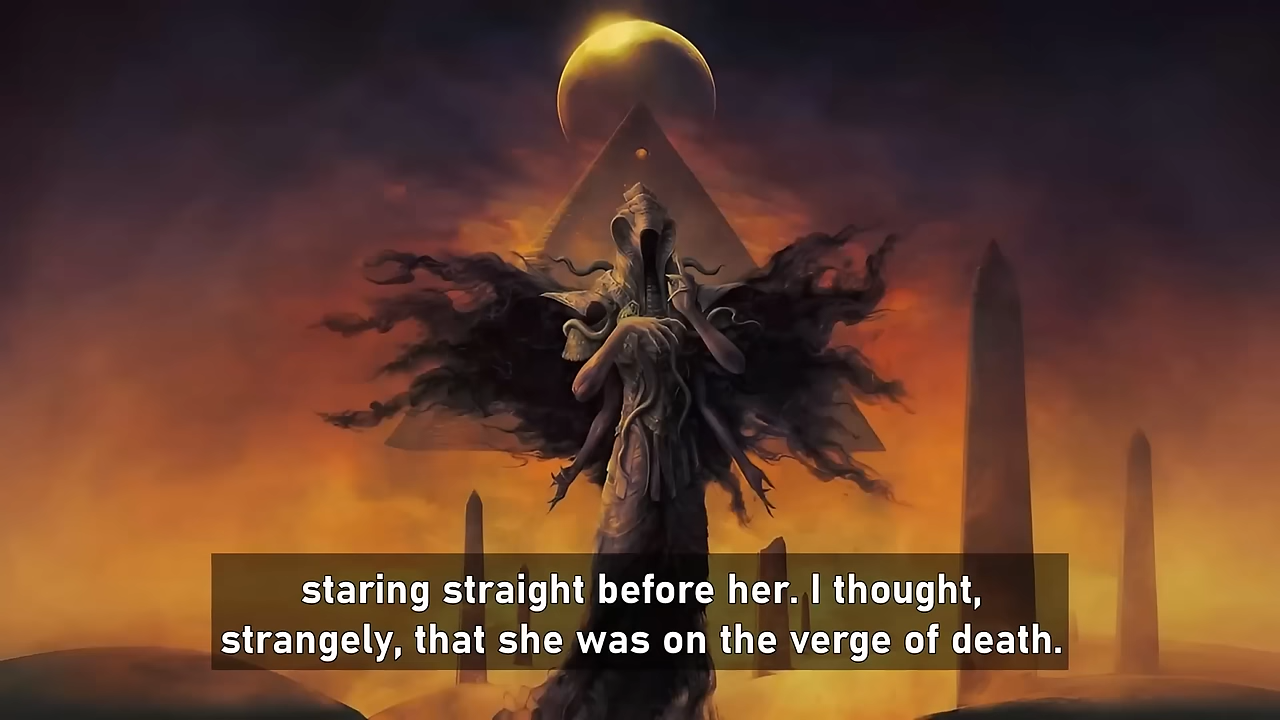 staring straight before her. I thought,
strangely, that she was on the verge of death.